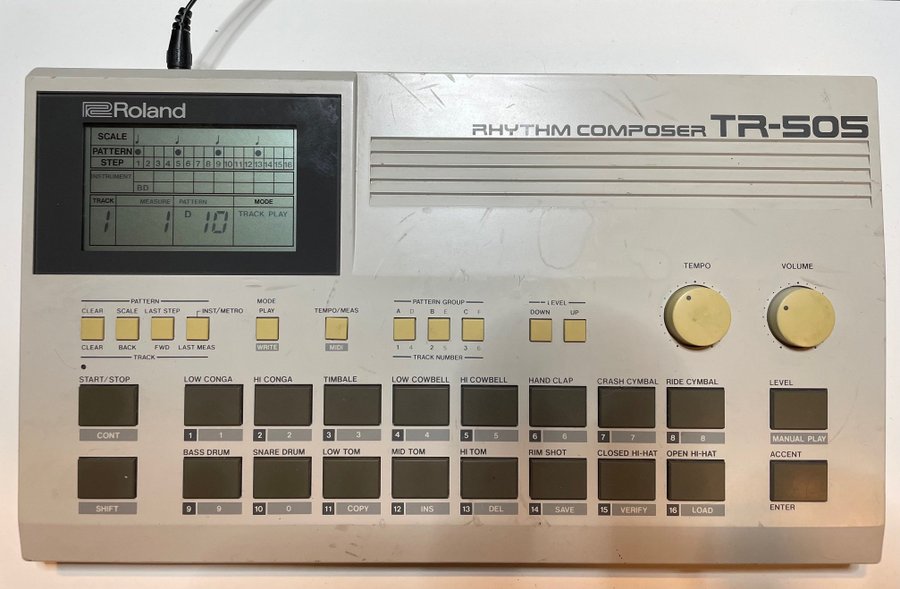 Roland
RHYTHM COMPOSER TR-505
SCALE
PATTERN
STEP 1 2 3 4 5 6 7 8 9 10 11 12 13 14 15 16
INSTRUMENT
BD
TRACK MEASURE PATTERN MODE
1 1 D 10 TRACK PLAY
TEMPO VOLUME
PATTERN MODE PATTERN GROUP LEVEL
CLEAR SCALE LAST STEP INST/METRO PLAY TEMPO/MEAS A D B E C F DOWN UP
CLEAR BACK FWD LAST MEAS WRITE MIDI 1 4 2 5 3 6
TRACK TRACK NUMBER
START/STOP LOW CONGA HI CONGA TIMBALE LOW COWBELL HI COWBELL HAND CLAP CRASH CYMBAL RIDE CYMBAL LEVEL
CONT 1 1 2 2 3 3 4 4 5 5 6 6 7 7 8 8 MANUAL PLAY
BASS DRUM SNARE DRUM LOW TOM MID TOM HI TOM RIM SHOT CLOSED HI-HAT OPEN HI-HAT ACCENT
SHIFT 9 9 10 0 11 COPY 12 INS 13 DEL 14 SAVE 15 VERIFY 16 LOAD ENTER